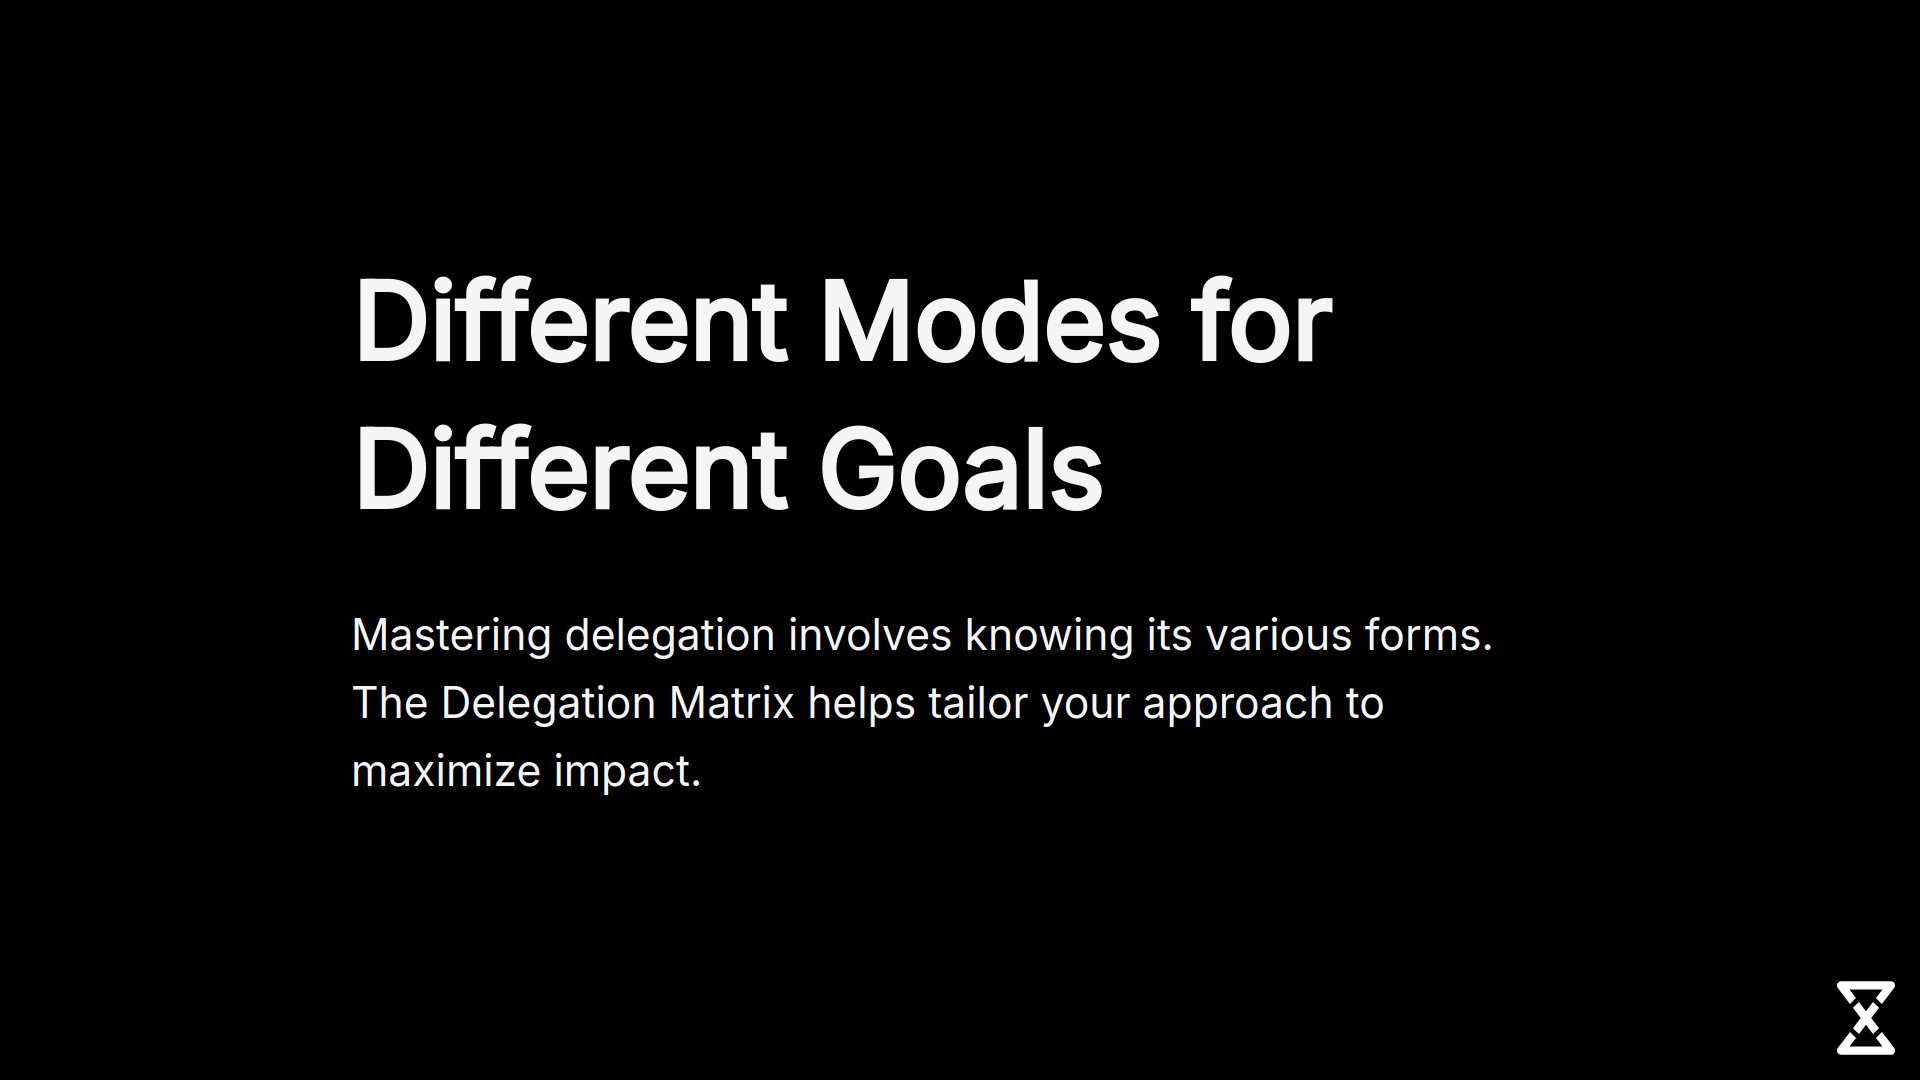 Different Modes for
Different Goals
Mastering delegation involves knowing its various forms.
The Delegation Matrix helps tailor your approach to
maximize impact.